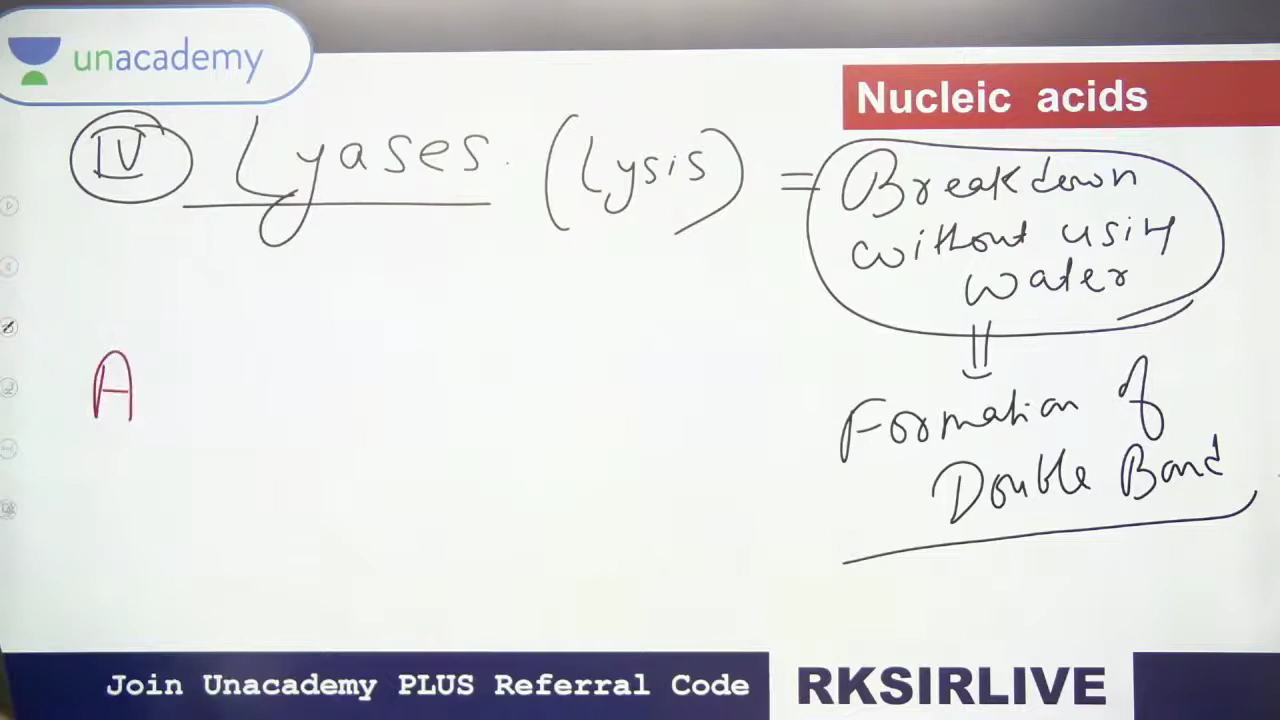 unacademy
Nucleic acids
IV Lyases. (Lysis) = Breakdown
without using
water
Formation of
Double Bond
A
Join Unacademy PLUS Referral Code
RKSIRLIVE